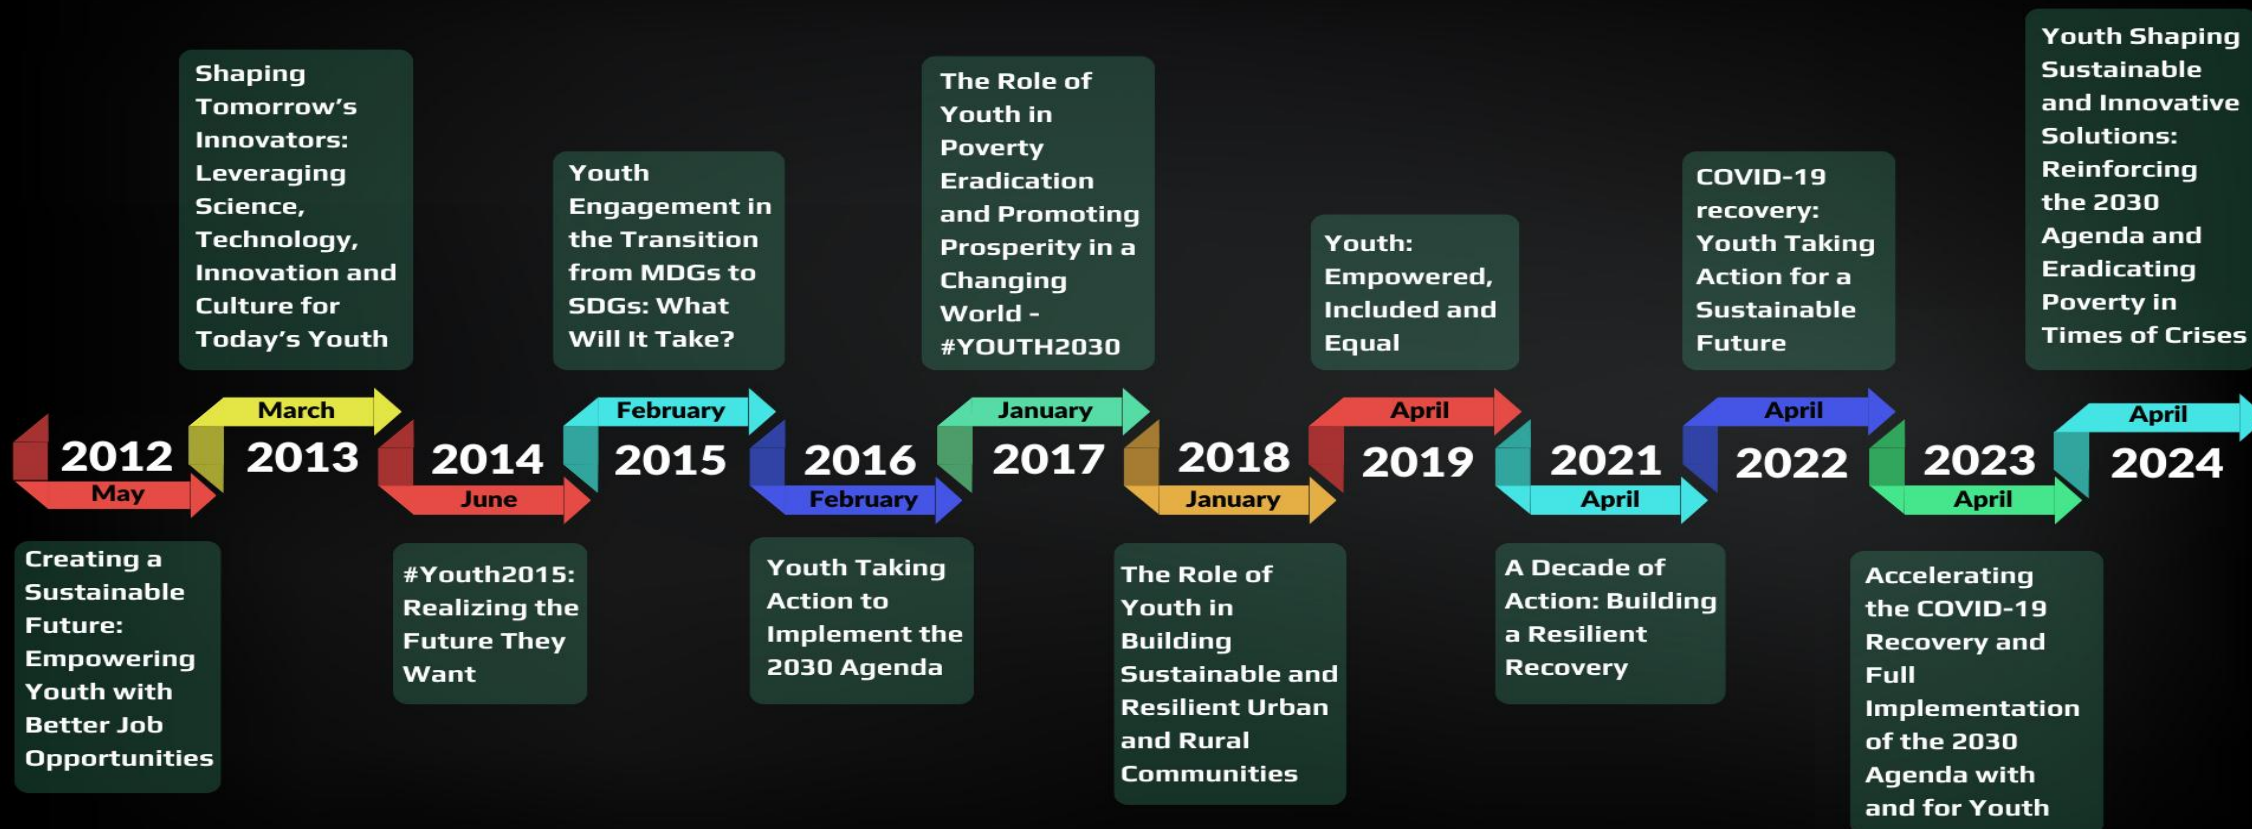 2012
May
Creating a
Sustainable
Future:
Empowering
Youth with
Better Job
Opportunities
Shaping
Tomorrow's
Innovators:
Leveraging
Science,
Technology,
Innovation and
Culture for
Today's Youth
March
2013
2014
June
#Youth2015:
Realizing the
Future They
Want
Youth
Engagement in
the Transition
from MDGs to
SDGs: What
Will It Take?
February
2015
2016
February
Youth Taking
Action to
Implement the
2030 Agenda
The Role of
Youth in
Poverty
Eradication
and Promoting
Prosperity in a
Changing
World -
#YOUTH2030
January
2017
2018
January
The Role of
Youth in
Building
Sustainable and
Resilient Urban
and Rural
Communities
Youth:
Empowered,
Included and
Equal
April
2019
2021
April
A Decade of
Action: Building
a Resilient
Recovery
COVID-19
recovery:
Youth Taking
Action for a
Sustainable
Future
April
2022
2023
April
Accelerating
the COVID-19
Recovery and
Full
Implementation
of the 2030
Agenda with
and for Youth
Youth Shaping
Sustainable
and Innovative
Solutions:
Reinforcing
the 2030
Agenda and
Eradicating
Poverty in
Times of Crises
April
2024